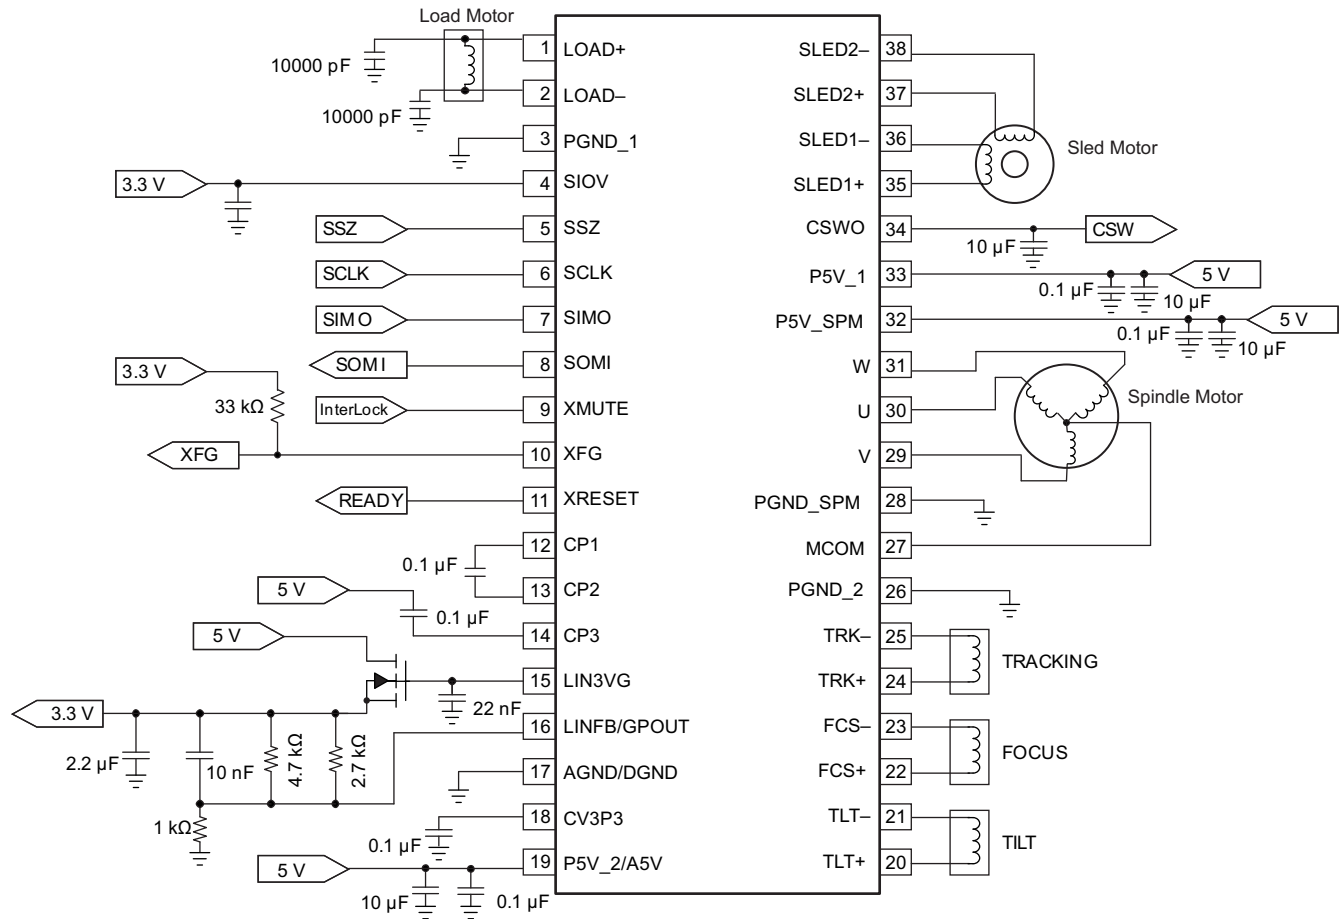 Load Motor
10000 pF
10000 pF
1 LOAD+
2 LOAD–
3 PGND_1
3.3 V
4 SIOV
SSZ
5 SSZ
SCLK
6 SCLK
SIMO
7 SIMO
SOMI
8 SOMI
3.3 V
33 kΩ
InterLock
9 XMUTE
XFG
10 XFG
READY
11 XRESET
12 CP1
0.1 µF
13 CP2
5 V
0.1 µF
14 CP3
5 V
15 LIN3VG
22 nF
3.3 V
16 LINFB/GPOUT
2.2 µF
10 nF
4.7 kΩ
2.7 kΩ
17 AGND/DGND
1 kΩ
18 CV3P3
0.1 µF
5 V
19 P5V_2/A5V
10 µF
0.1 µF
SLED2– 38
SLED2+ 37
SLED1– 36
Sled Motor
SLED1+ 35
CSWO 34
CSW
10 µF
P5V_1 33
5 V
0.1 µF
10 µF
P5V_SPM 32
5 V
0.1 µF
10 µF
W 31
Spindle Motor
U 30
V 29
PGND_SPM 28
MCOM 27
PGND_2 26
TRK– 25
TRACKING
TRK+ 24
FCS– 23
FOCUS
FCS+ 22
TLT– 21
TILT
TLT+ 20